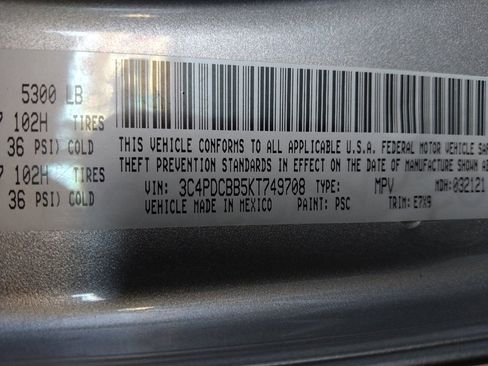 5300 LB
102H TIRES
36 PSI) COLD
102H TIRES
36 PSI) COLD
THIS VEHICLE CONFORMS TO ALL APPLICABLE U.S.A. FEDERAL MOTOR VEHICLE
THEFT PREVENTION STANDARDS IN EFFECT ON THE DATE OF MANUFACTURE SHOWN
VIN: 3C4PDCBB5KT749708 TYPE: MPV MDH: 032121
VEHICLE MADE IN MEXICO PAINT: PSC TRIM: E7X9